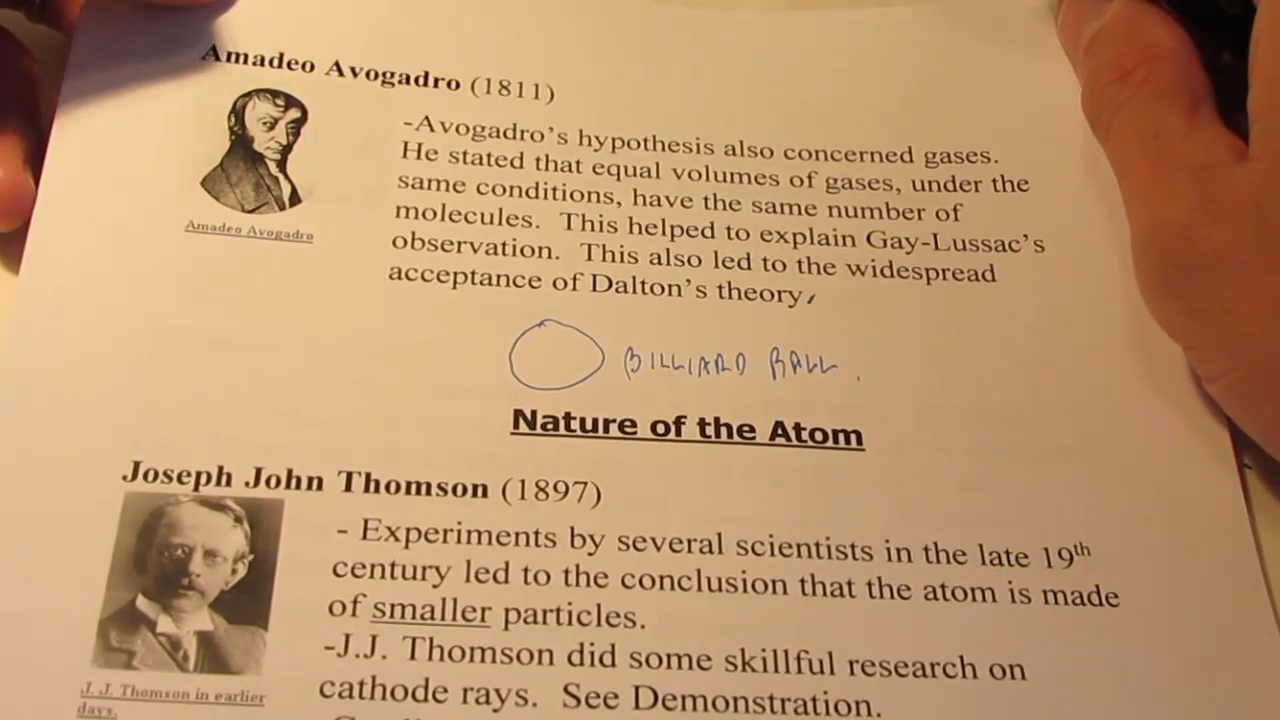 Amadeo Avogadro (1811)
Amadeo Avogadro
-Avogadro's hypothesis also concerned gases.
He stated that equal volumes of gases, under the
same conditions, have the same number of
molecules. This helped to explain Gay-Lussac's
observation. This also led to the widespread
acceptance of Dalton's theory,
BILLIARD BALL.
Nature of the Atom
Joseph John Thomson (1897)
J. J. Thomson in earlier
days.
- Experiments by several scientists in the late 19th
century led to the conclusion that the atom is made
of smaller particles.
-J.J. Thomson did some skillful research on
cathode rays. See Demonstration.